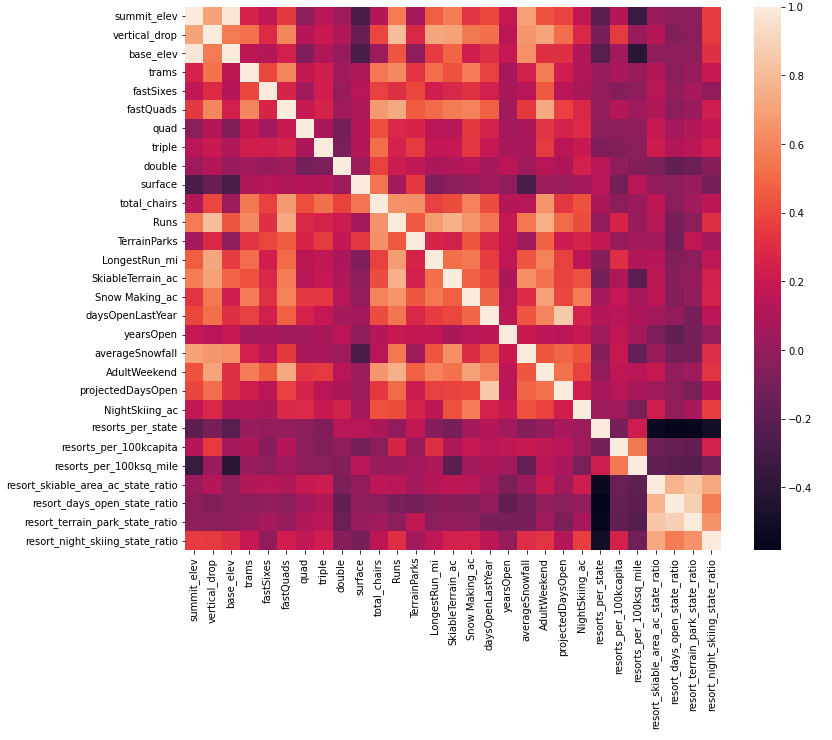 summit_elev
vertical_drop
base_elev
trams
fastSixes
fastQuads
quad
triple
double
surface
total_chairs
Runs
TerrainParks
LongestRun_mi
SkiableTerrain_ac
Snow Making_ac
daysOpenLastYear
yearsOpen
averageSnowfall
AdultWeekend
projectedDaysOpen
NightSkiing_ac
resorts_per_state
resorts_per_100kcapita
resorts_per_100ksq_mile
resort_skiable_area_ac_state_ratio
resort_days_open_state_ratio
resort_terrain_park_state_ratio
resort_night_skiing_state_ratio
summit_elev
vertical_drop
base_elev
trams
fastSixes
fastQuads
quad
triple
double
surface
total_chairs
Runs
TerrainParks
LongestRun_mi
SkiableTerrain_ac
Snow Making_ac
daysOpenLastYear
yearsOpen
averageSnowfall
AdultWeekend
projectedDaysOpen
NightSkiing_ac
resorts_per_state
resorts_per_100kcapita
resorts_per_100ksq_mile
resort_skiable_area_ac_state_ratio
resort_days_open_state_ratio
resort_terrain_park_state_ratio
resort_night_skiing_state_ratio
1.0
0.8
0.6
0.4
0.2
0.0
−0.2
−0.4